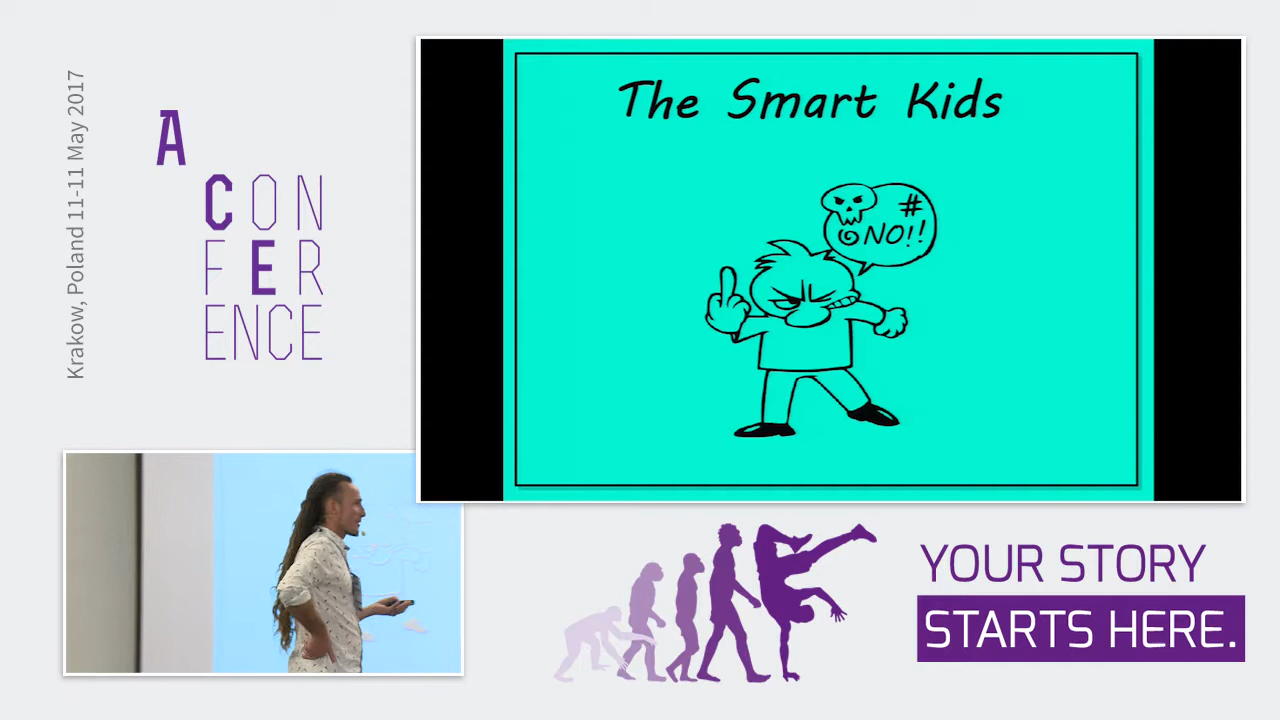 Krakow, Poland 11-11 May 2017
A
CON
FER
ENCE
The Smart Kids
#
@NO!!
YOUR STORY
STARTS HERE.